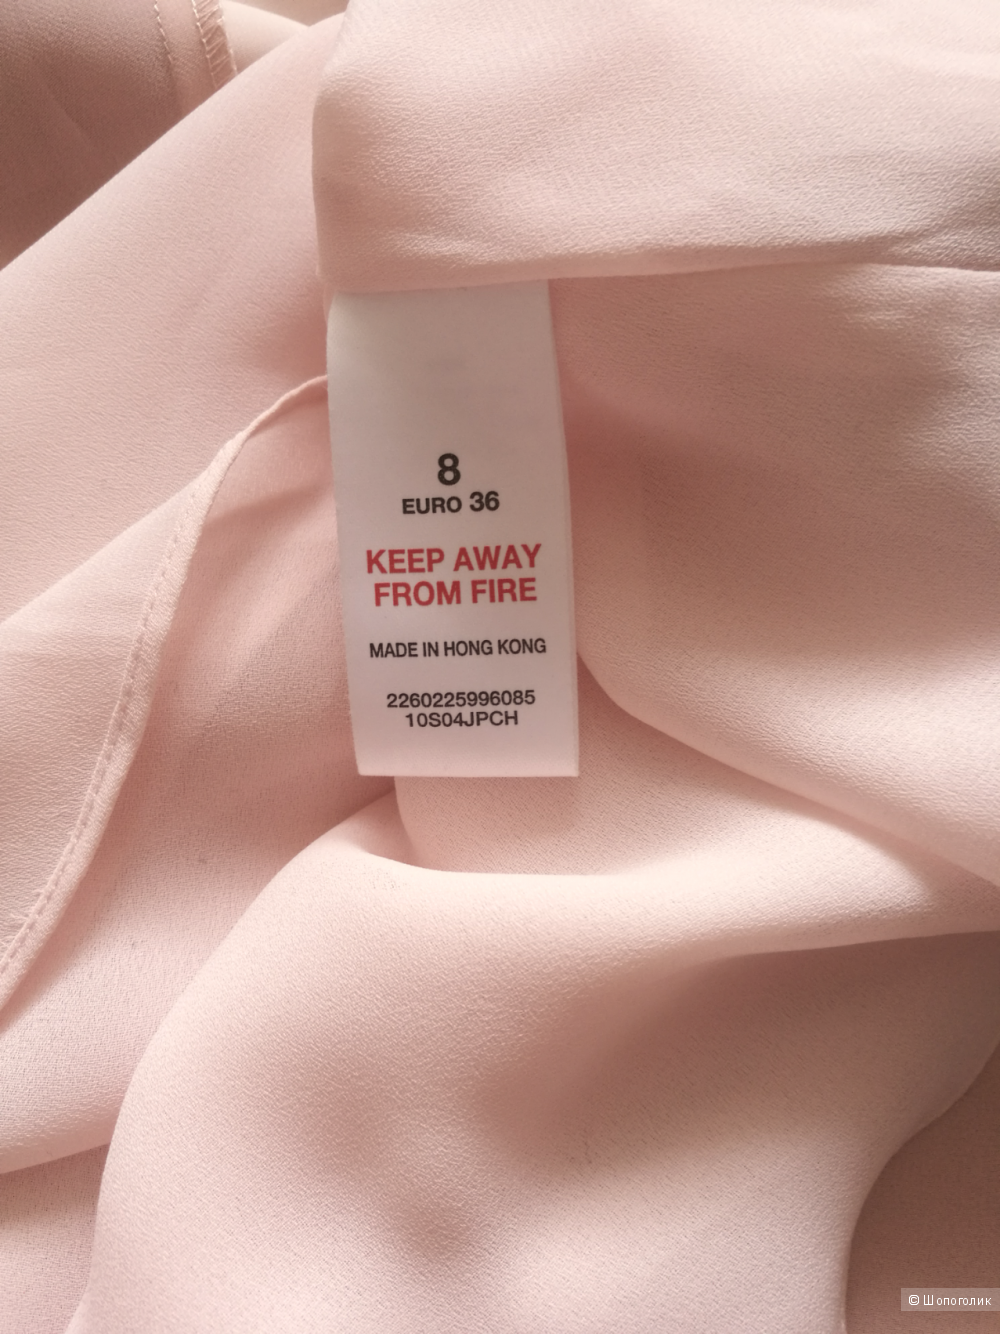 8
EURO 36
KEEP AWAY
FROM FIRE
MADE IN HONG KONG
2260225996085
10S04JPCH
© Шопоголик